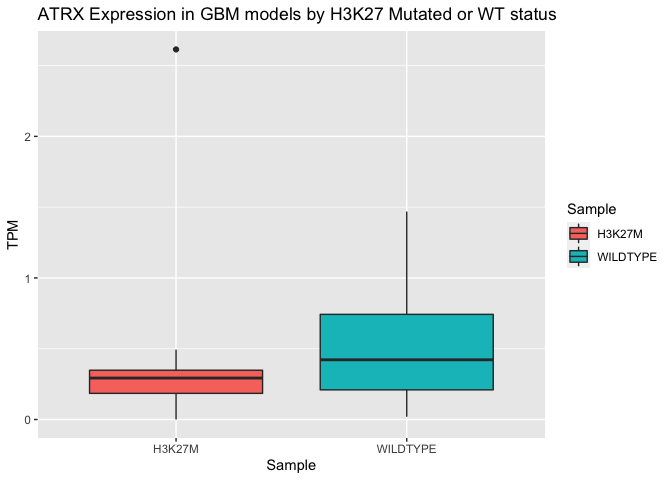 ATRX Expression in GBM models by H3K27 Mutated or WT status
2
1
0
TPM
H3K27M
WILDTYPE
Sample
Sample
H3K27M
WILDTYPE